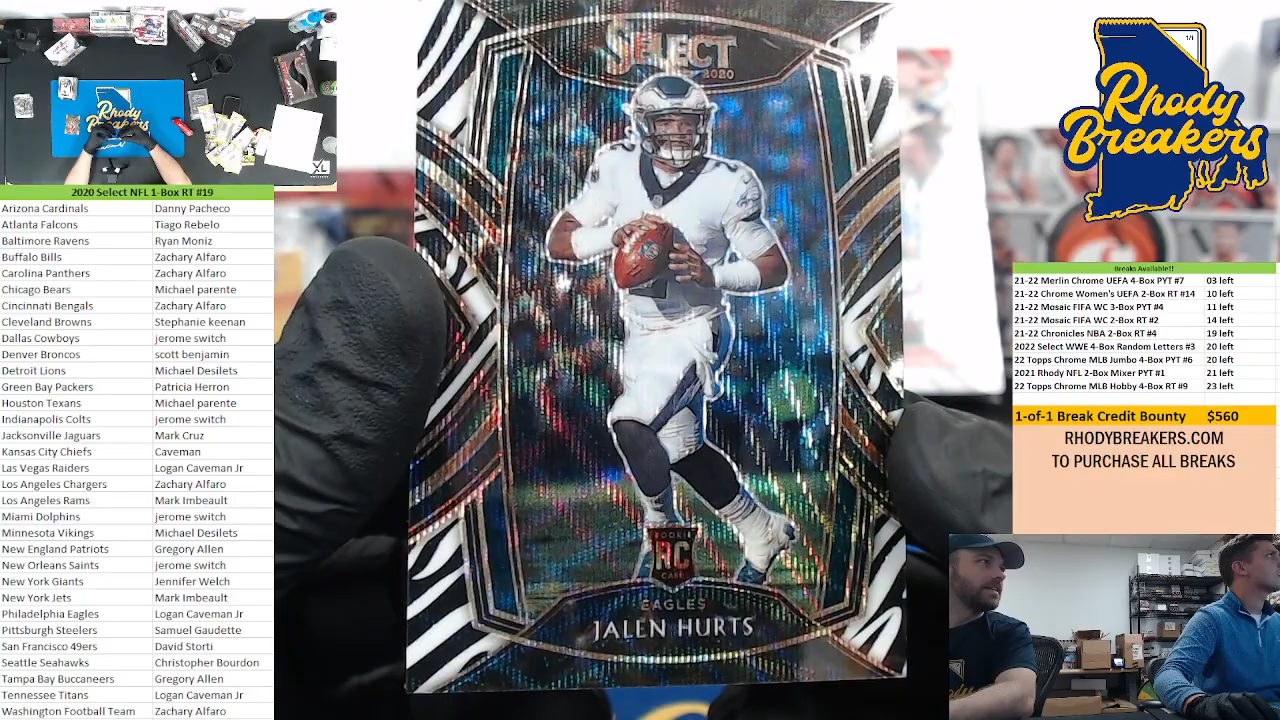 2020 Select NFL 1-Box RT #19
Arizona Cardinals Danny Pacheco
Atlanta Falcons Tiago Rebelo
Baltimore Ravens Ryan Moniz
Buffalo Bills Zachary Alfaro
Carolina Panthers Zachary Alfaro
Chicago Bears Michael parente
Cincinnati Bengals Zachary Alfaro
Cleveland Browns Stephanie keenan
Dallas Cowboys jerome switch
Denver Broncos scott benjamin
Detroit Lions Michael Desilets
Green Bay Packers Patricia Herron
Houston Texans Michael parente
Indianapolis Colts jerome switch
Jacksonville Jaguars Mark Cruz
Kansas City Chiefs Caveman
Las Vegas Raiders Logan Caveman Jr
Los Angeles Chargers Zachary Alfaro
Los Angeles Rams Mark Imbeault
Miami Dolphins jerome switch
Minnesota Vikings Michael Desilets
New England Patriots Gregory Allen
New Orleans Saints jerome switch
New York Giants Jennifer Welch
New York Jets Mark Imbeault
Philadelphia Eagles Logan Caveman Jr
Pittsburgh Steelers Samuel Gaudette
San Francisco 49ers David Storti
Seattle Seahawks Christopher Bourdon
Tampa Bay Buccaneers Gregory Allen
Tennessee Titans Logan Caveman Jr
Washington Football Team Zachary Alfaro
Rhody
Breakers
XL
SELECT
2020
ROOKIE
RC
CARD
EAGLES
JALEN HURTS
1/1
Rhody
Breakers
Breaks Available!!
21-22 Merlin Chrome UEFA 4-Box PYT #7 03 left
21-22 Chrome Women's UEFA 2-Box RT #14 10 left
21-22 Mosaic FIFA WC 3-Box PYT #4 11 left
21-22 Mosaic FIFA WC 2-Box RT #2 14 left
21-22 Chronicles NBA 2-Box RT #4 19 left
2022 Select WWE 4-Box Random Letters #3 20 left
22 Topps Chrome MLB Jumbo 4-Box PYT #6 20 left
2021 Rhody NFL 2-Box Mixer PYT #1 21 left
22 Topps Chrome MLB Hobby 4-Box RT #9 23 left
1-of-1 Break Credit Bounty $560
RHODYBREAKERS.COM
TO PURCHASE ALL BREAKS
Rhody